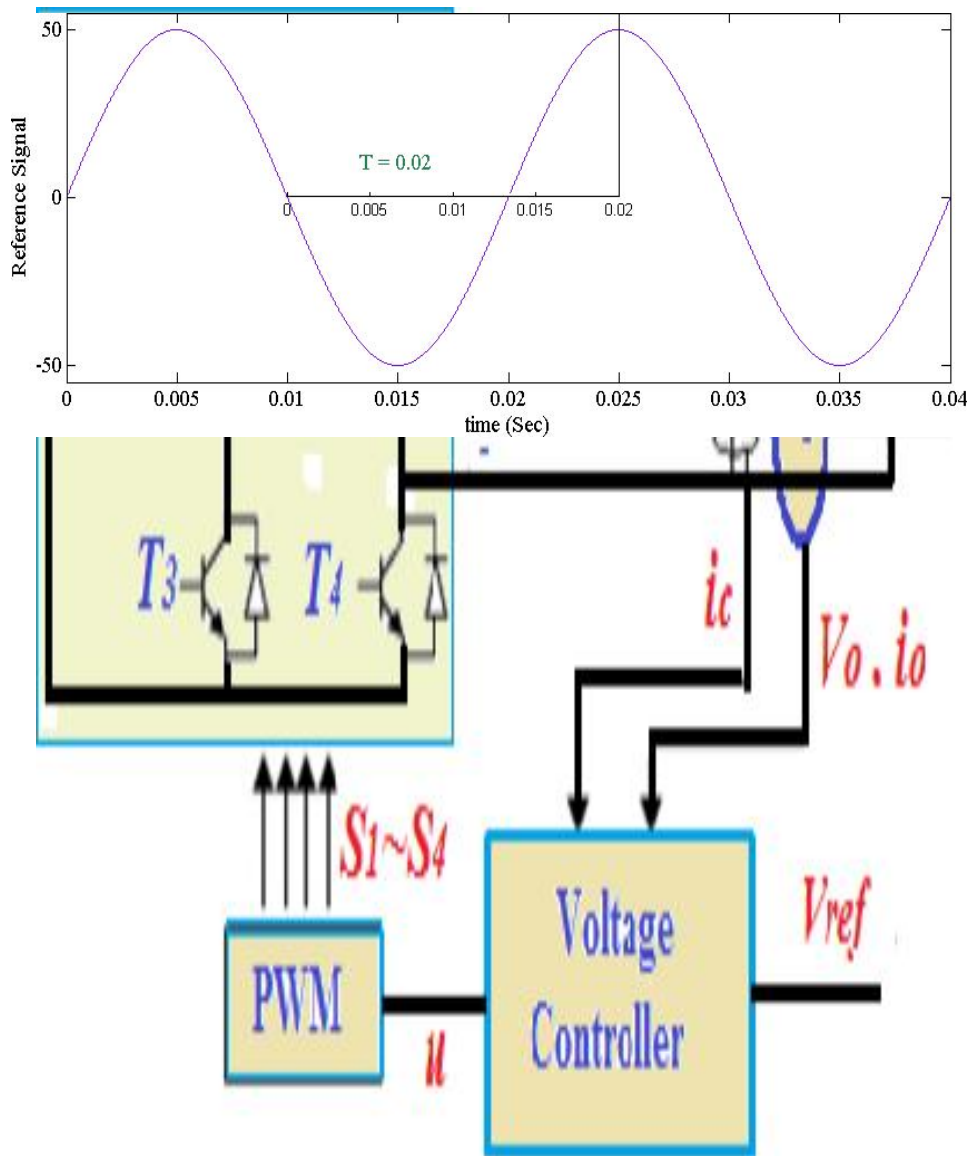 50
0
-50
Reference Signal
T = 0.02
0 0.005 0.01 0.015 0.02
0 0.005 0.01 0.015 0.02 0.025 0.03 0.035 0.04
time (Sec)
-
T3
T4
ic
Vo . io
S1~S4
PWM
u
Voltage
Controller
Vref